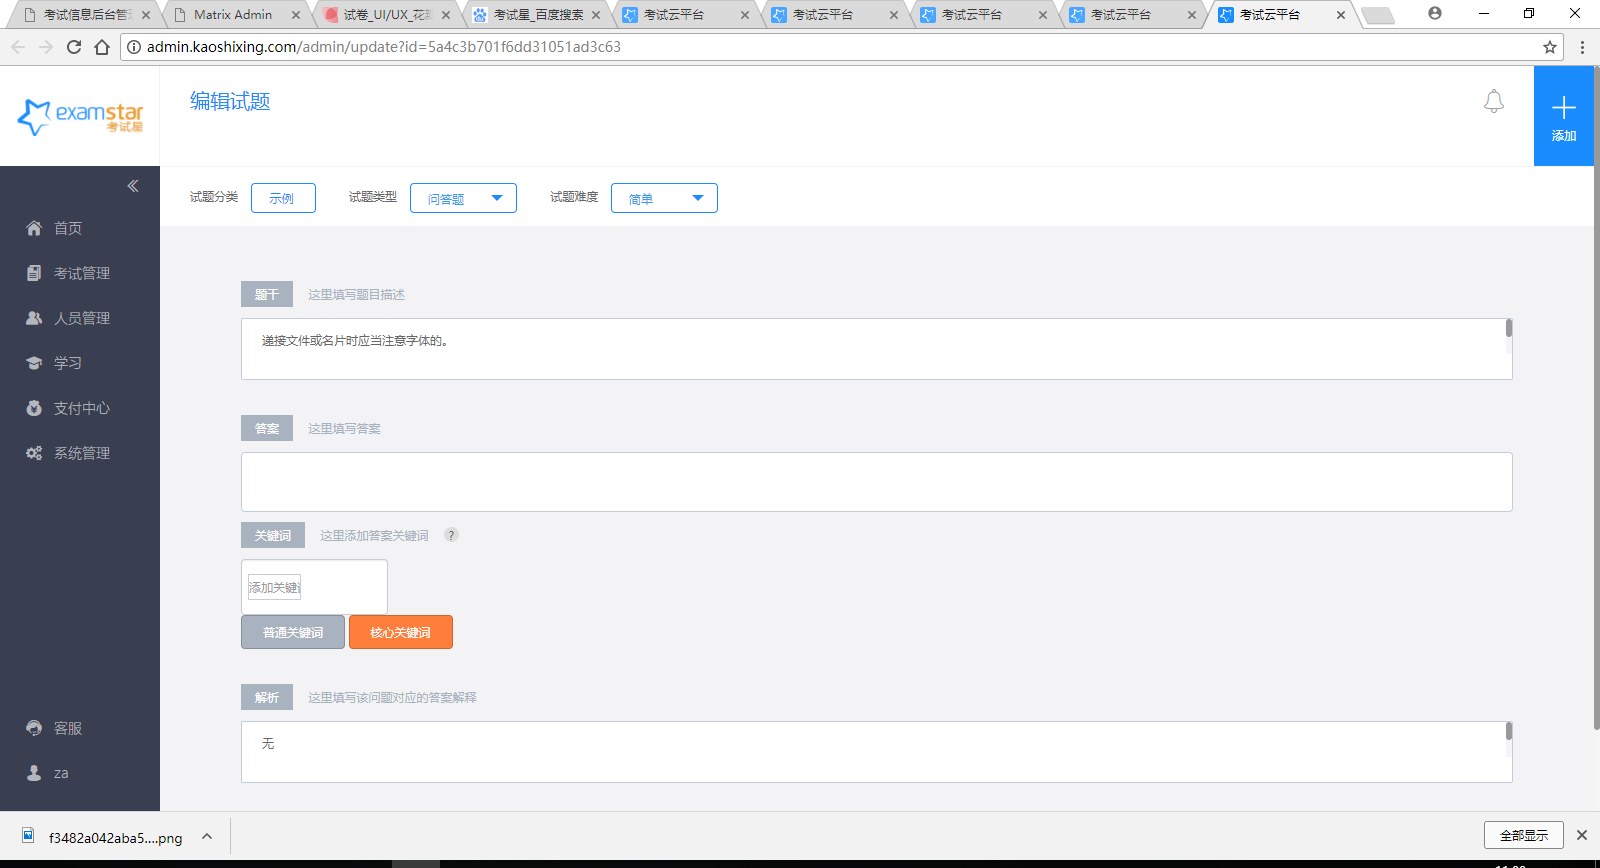 考试信息后台管
Matrix Admin
试卷_UI/UX_花
考试星_百度搜索
考试云平台
考试云平台
考试云平台
考试云平台
考试云平台
admin.kaoshixing.com/admin/update?id=5a4c3b701f6dd31051ad3c63
examstar
考试星
编辑试题
添加
试题分类 示例 试题类型 问答题 试题难度 简单
首页
考试管理
人员管理
学习
支付中心
系统管理
客服
za
题干 这里填写题目描述
递接文件或名片时应当注意字体的。
答案 这里填写答案
关键词 这里添加答案关键词 ?
添加关键
普通关键词 核心关键词
解析 这里填写该问题对应的答案解释
无
f3482a042aba5....png
全部显示